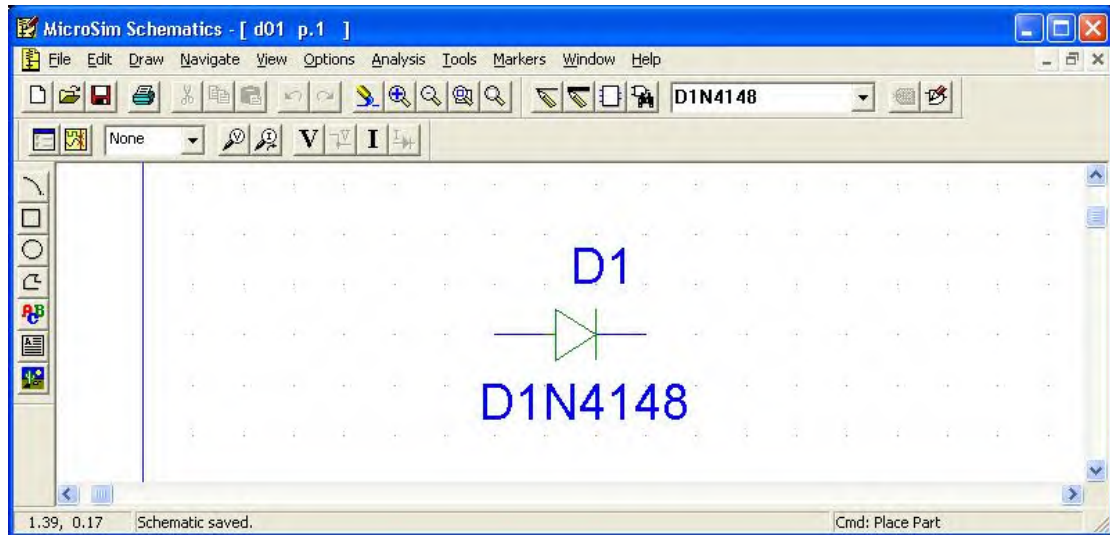 MicroSim Schematics - [ d01 p.1 ]
File Edit Draw Navigate View Options Analysis Tools Markers Window Help
D1N4148
None V I
D1
D1N4148
1.39, 0.17 Schematic saved. Cmd: Place Part